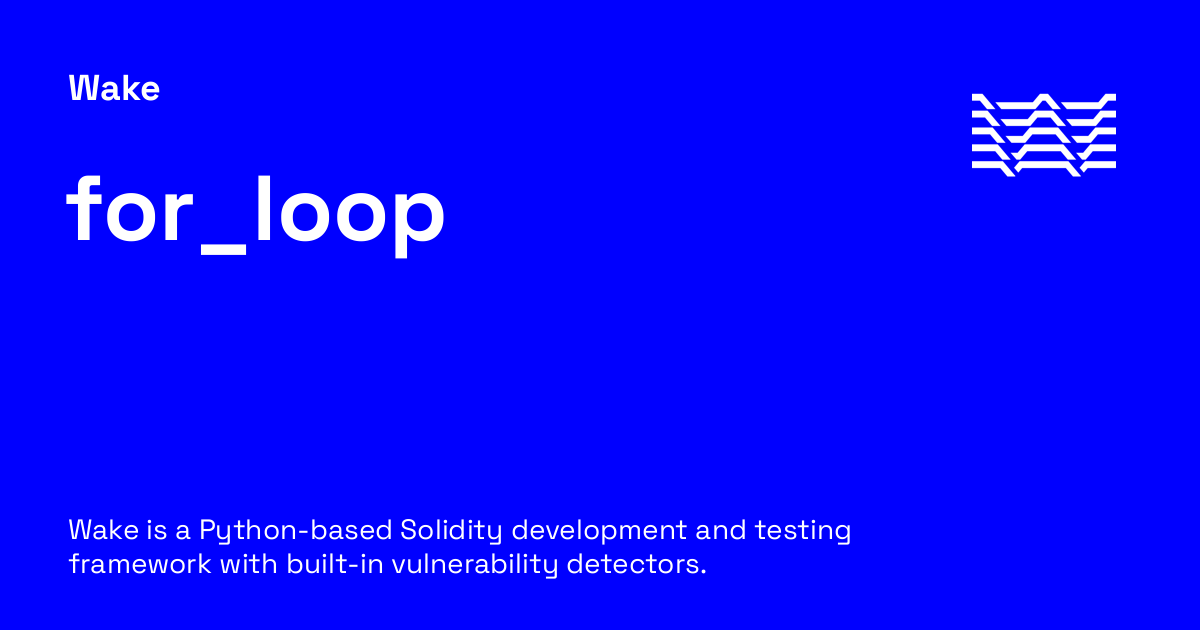 Wake
for_loop
Wake is a Python-based Solidity development and testing
framework with built-in vulnerability detectors.